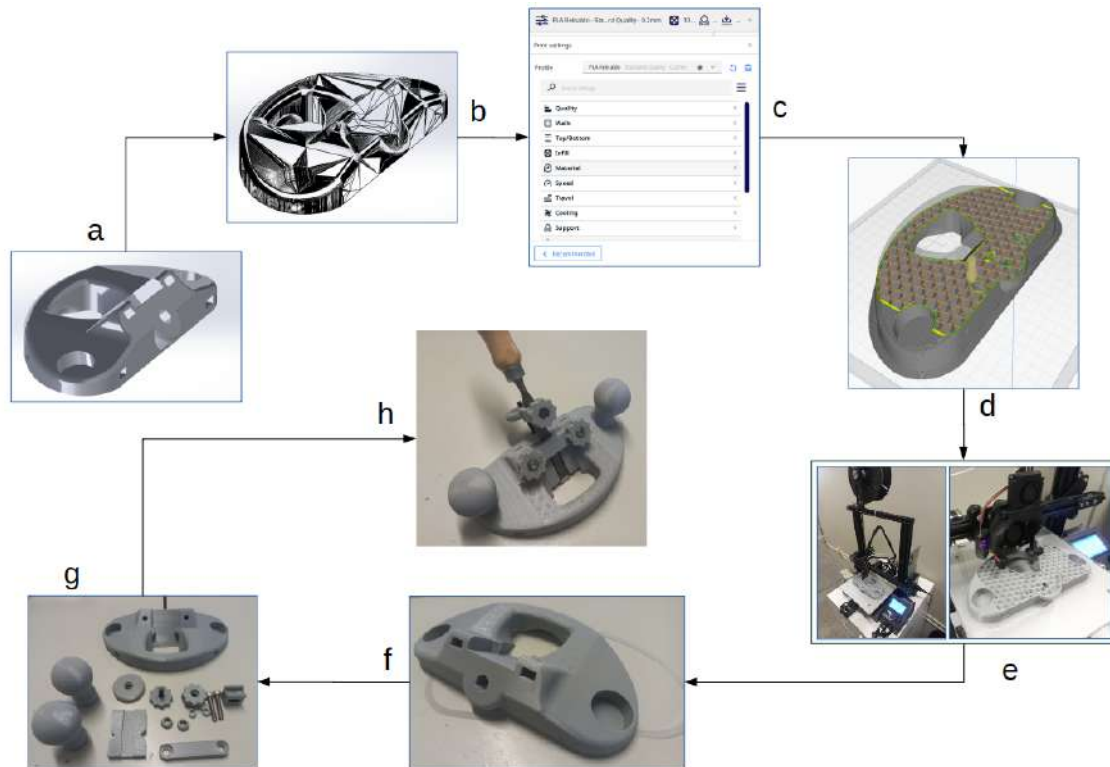 a
b
c
d
e
f
g
h
Print settings
Profile
Quality
Walls
Top/Bottom
Infill
Material
Speed
Travel
Cooling
Support